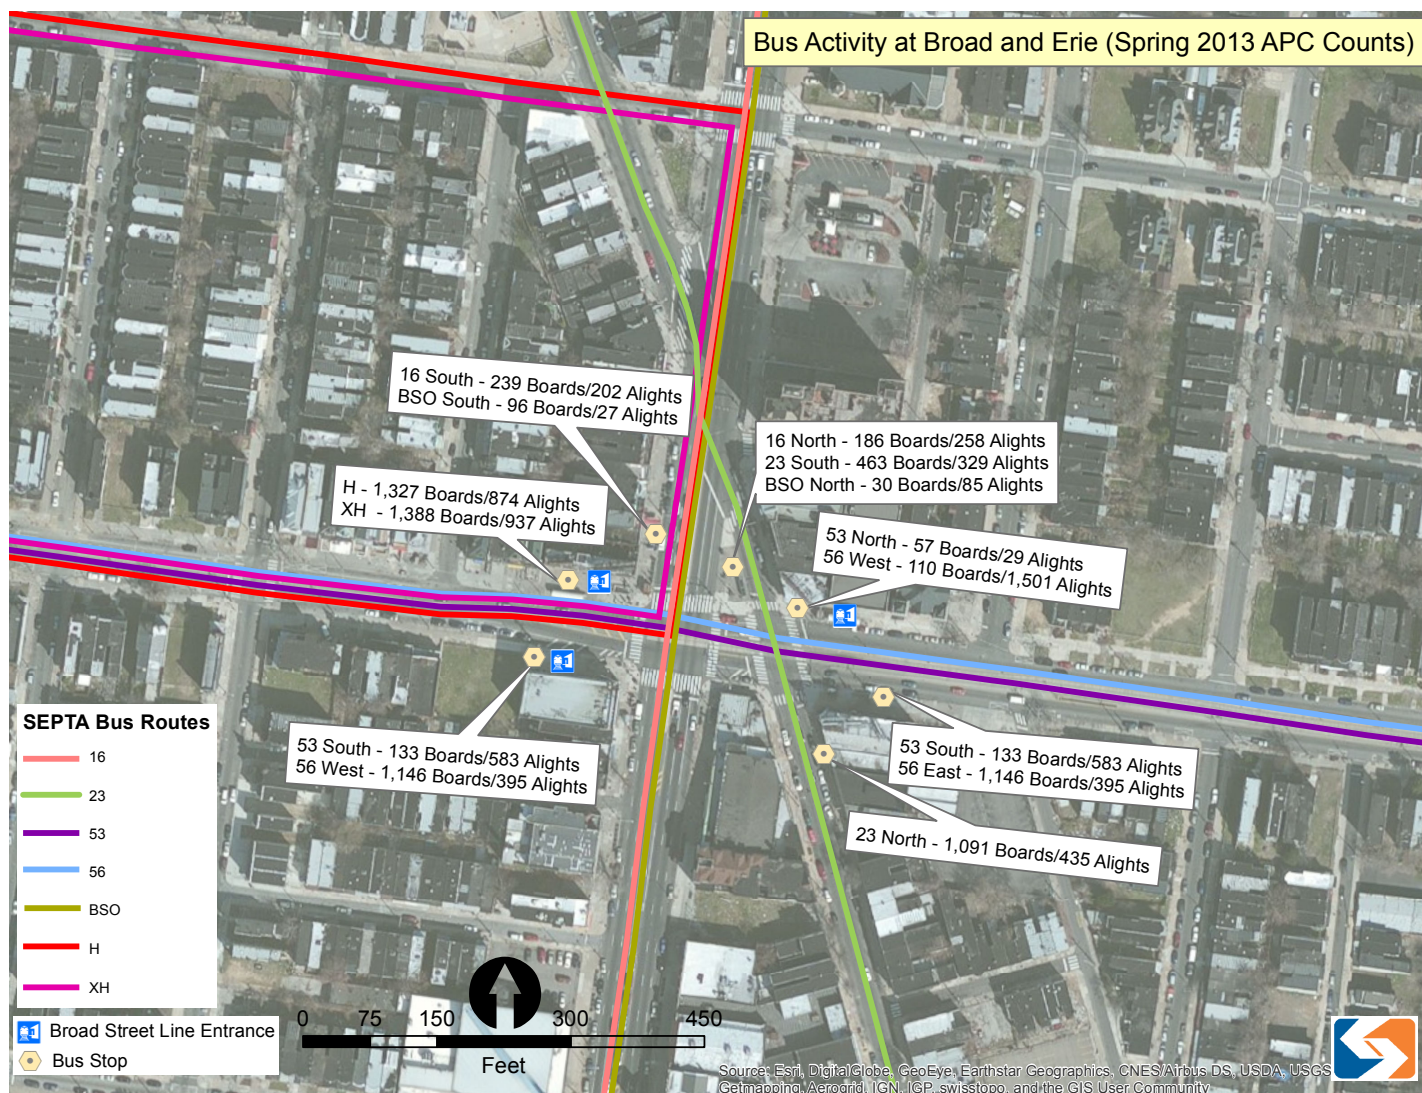 Bus Activity at Broad and Erie (Spring 2013 APC Counts)
16 South - 239 Boards/202 Alights
BSO South - 96 Boards/27 Alights
16 North - 186 Boards/258 Alights
23 South - 463 Boards/329 Alights
BSO North - 30 Boards/85 Alights
H - 1,327 Boards/874 Alights
XH - 1,388 Boards/937 Alights
53 North - 57 Boards/29 Alights
56 West - 110 Boards/1,501 Alights
53 South - 133 Boards/583 Alights
56 West - 1,146 Boards/395 Alights
53 South - 133 Boards/583 Alights
56 East - 1,146 Boards/395 Alights
23 North - 1,091 Boards/435 Alights
SEPTA Bus Routes
16
23
53
56
BSO
H
XH
Broad Street Line Entrance
Bus Stop
0 75 150 300 450
Feet
Source: Esri, DigitalGlobe, GeoEye, Earthstar Geographics, CNES/Airbus DS, USDA, USGS
Getmapping, Aerogrid, IGN, IGP, swisstopo, and the GIS User Community